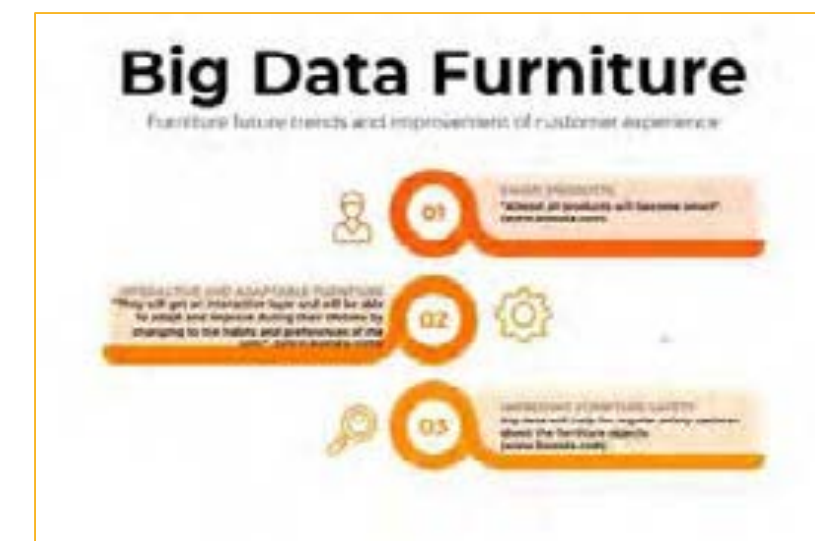 Big Data Furniture
Furniture future trends and improvement of customer experience
01
SMART PRODUCTS
"Almost all products will become smart".
02
INTERACTIVE AND ADAPTABLE FURNITURE
"They will get an interactive layer and will be able
to adapt and improve during their lifetime by
changing to the habits and preferences of the
03
IMPROVING FURNITURE SAFETY
about the furniture objects